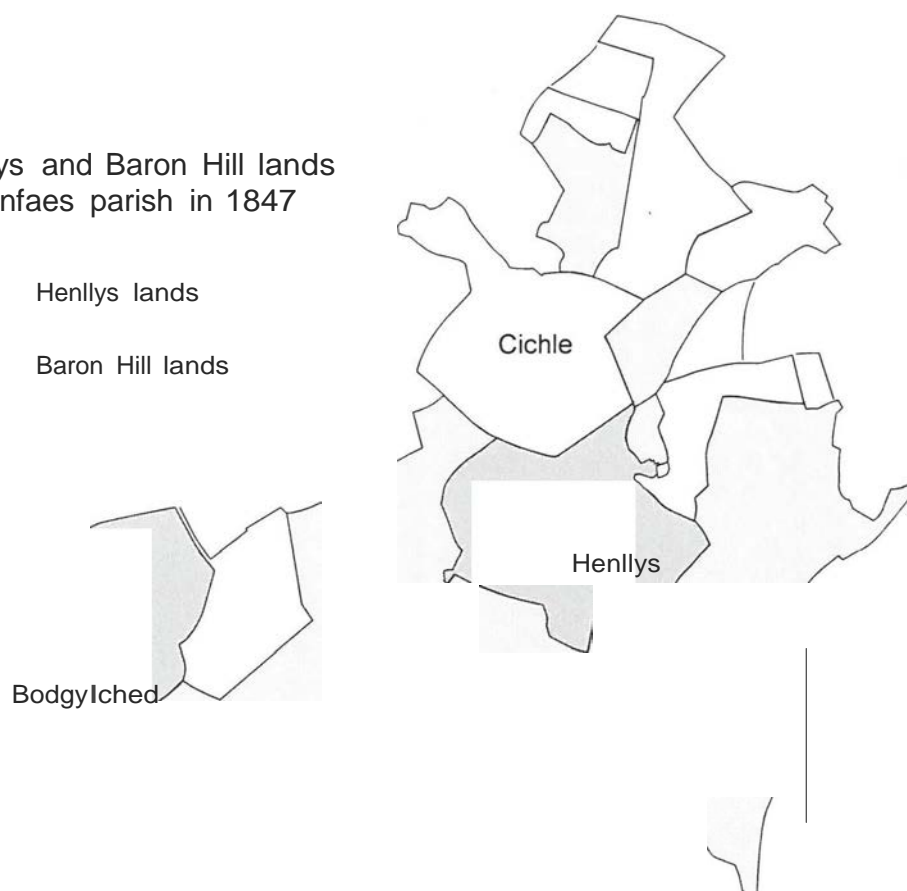 ys and Baron Hill lands
nfaes parish in 1847
Henllys lands
Baron Hill lands
Cichle
Henllys
Bodgylched